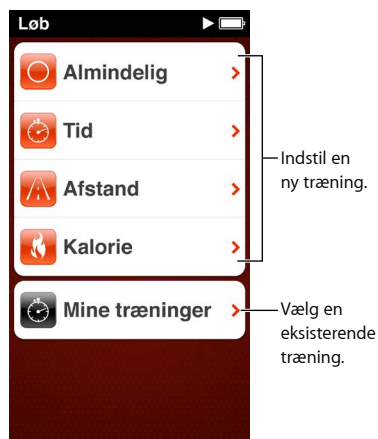 Løb
Almindelig
Tid
Afstand
Kalorie
Mine træninger
Indstil en
ny træning.
Vælg en
eksisterende
træning.